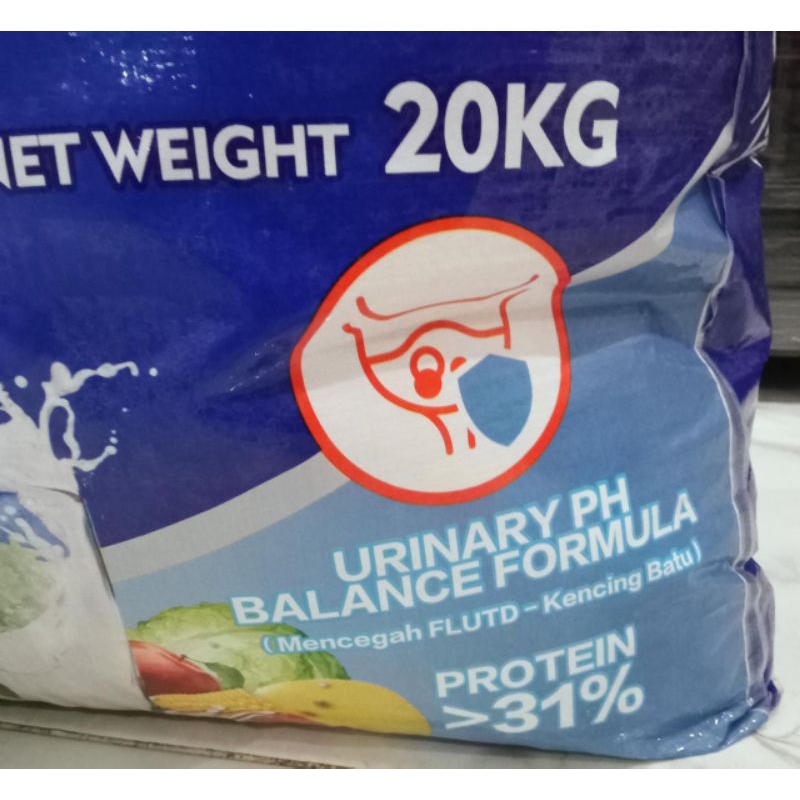 NET WEIGHT 20KG
URINARY PH
BALANCE FORMULA
(Mencegah FLUTD - Kencing Batu)
PROTEIN
>31%